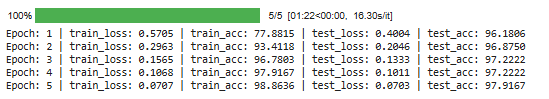 100% 5/5 [01:22<00:00, 16.30s/it]
Epoch: 1 | train_loss: 0.5705 | train_acc: 77.8815 | test_loss: 0.4004 | test_acc: 96.1806
Epoch: 2 | train_loss: 0.2963 | train_acc: 93.4118 | test_loss: 0.2046 | test_acc: 96.8750
Epoch: 3 | train_loss: 0.1565 | train_acc: 96.7803 | test_loss: 0.1333 | test_acc: 97.2222
Epoch: 4 | train_loss: 0.1068 | train_acc: 97.9167 | test_loss: 0.1011 | test_acc: 97.2222
Epoch: 5 | train_loss: 0.0707 | train_acc: 98.8636 | test_loss: 0.0703 | test_acc: 97.9167